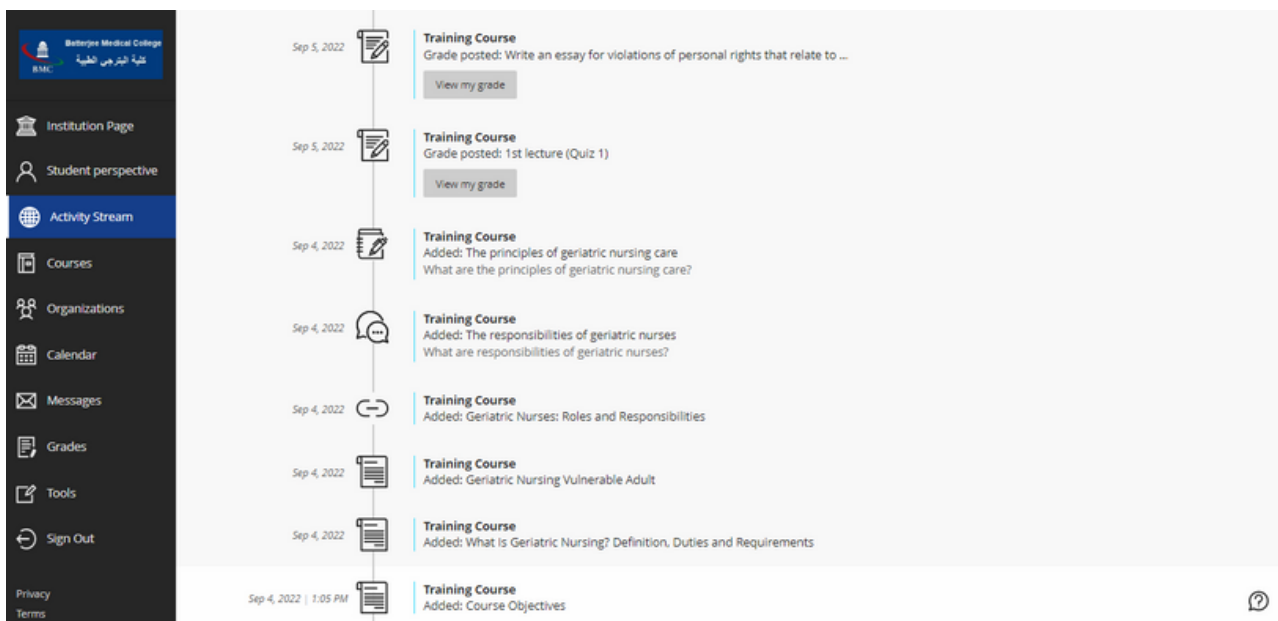 Batterjee Medical College
كلية البترجي الطبية
BMC
Institution Page
Student perspective
Activity Stream
Courses
Organizations
Calendar
Messages
Grades
Tools
Sign Out
Privacy
Terms
Sep 5, 2022
Training Course
Grade posted: Write an essay for violations of personal rights that relate to ...
View my grade
Sep 5, 2022
Training Course
Grade posted: 1st lecture (Quiz 1)
View my grade
Sep 4, 2022
Training Course
Added: The principles of geriatric nursing care
What are the principles of geriatric nursing care?
Sep 4, 2022
Training Course
Added: The responsibilities of geriatric nurses
What are responsibilities of geriatric nurses?
Sep 4, 2022
Training Course
Added: Geriatric Nurses: Roles and Responsibilities
Sep 4, 2022
Training Course
Added: Geriatric Nursing Vulnerable Adult
Sep 4, 2022
Training Course
Added: What Is Geriatric Nursing? Definition, Duties and Requirements
Sep 4, 2022 | 1:05 PM
Training Course
Added: Course Objectives